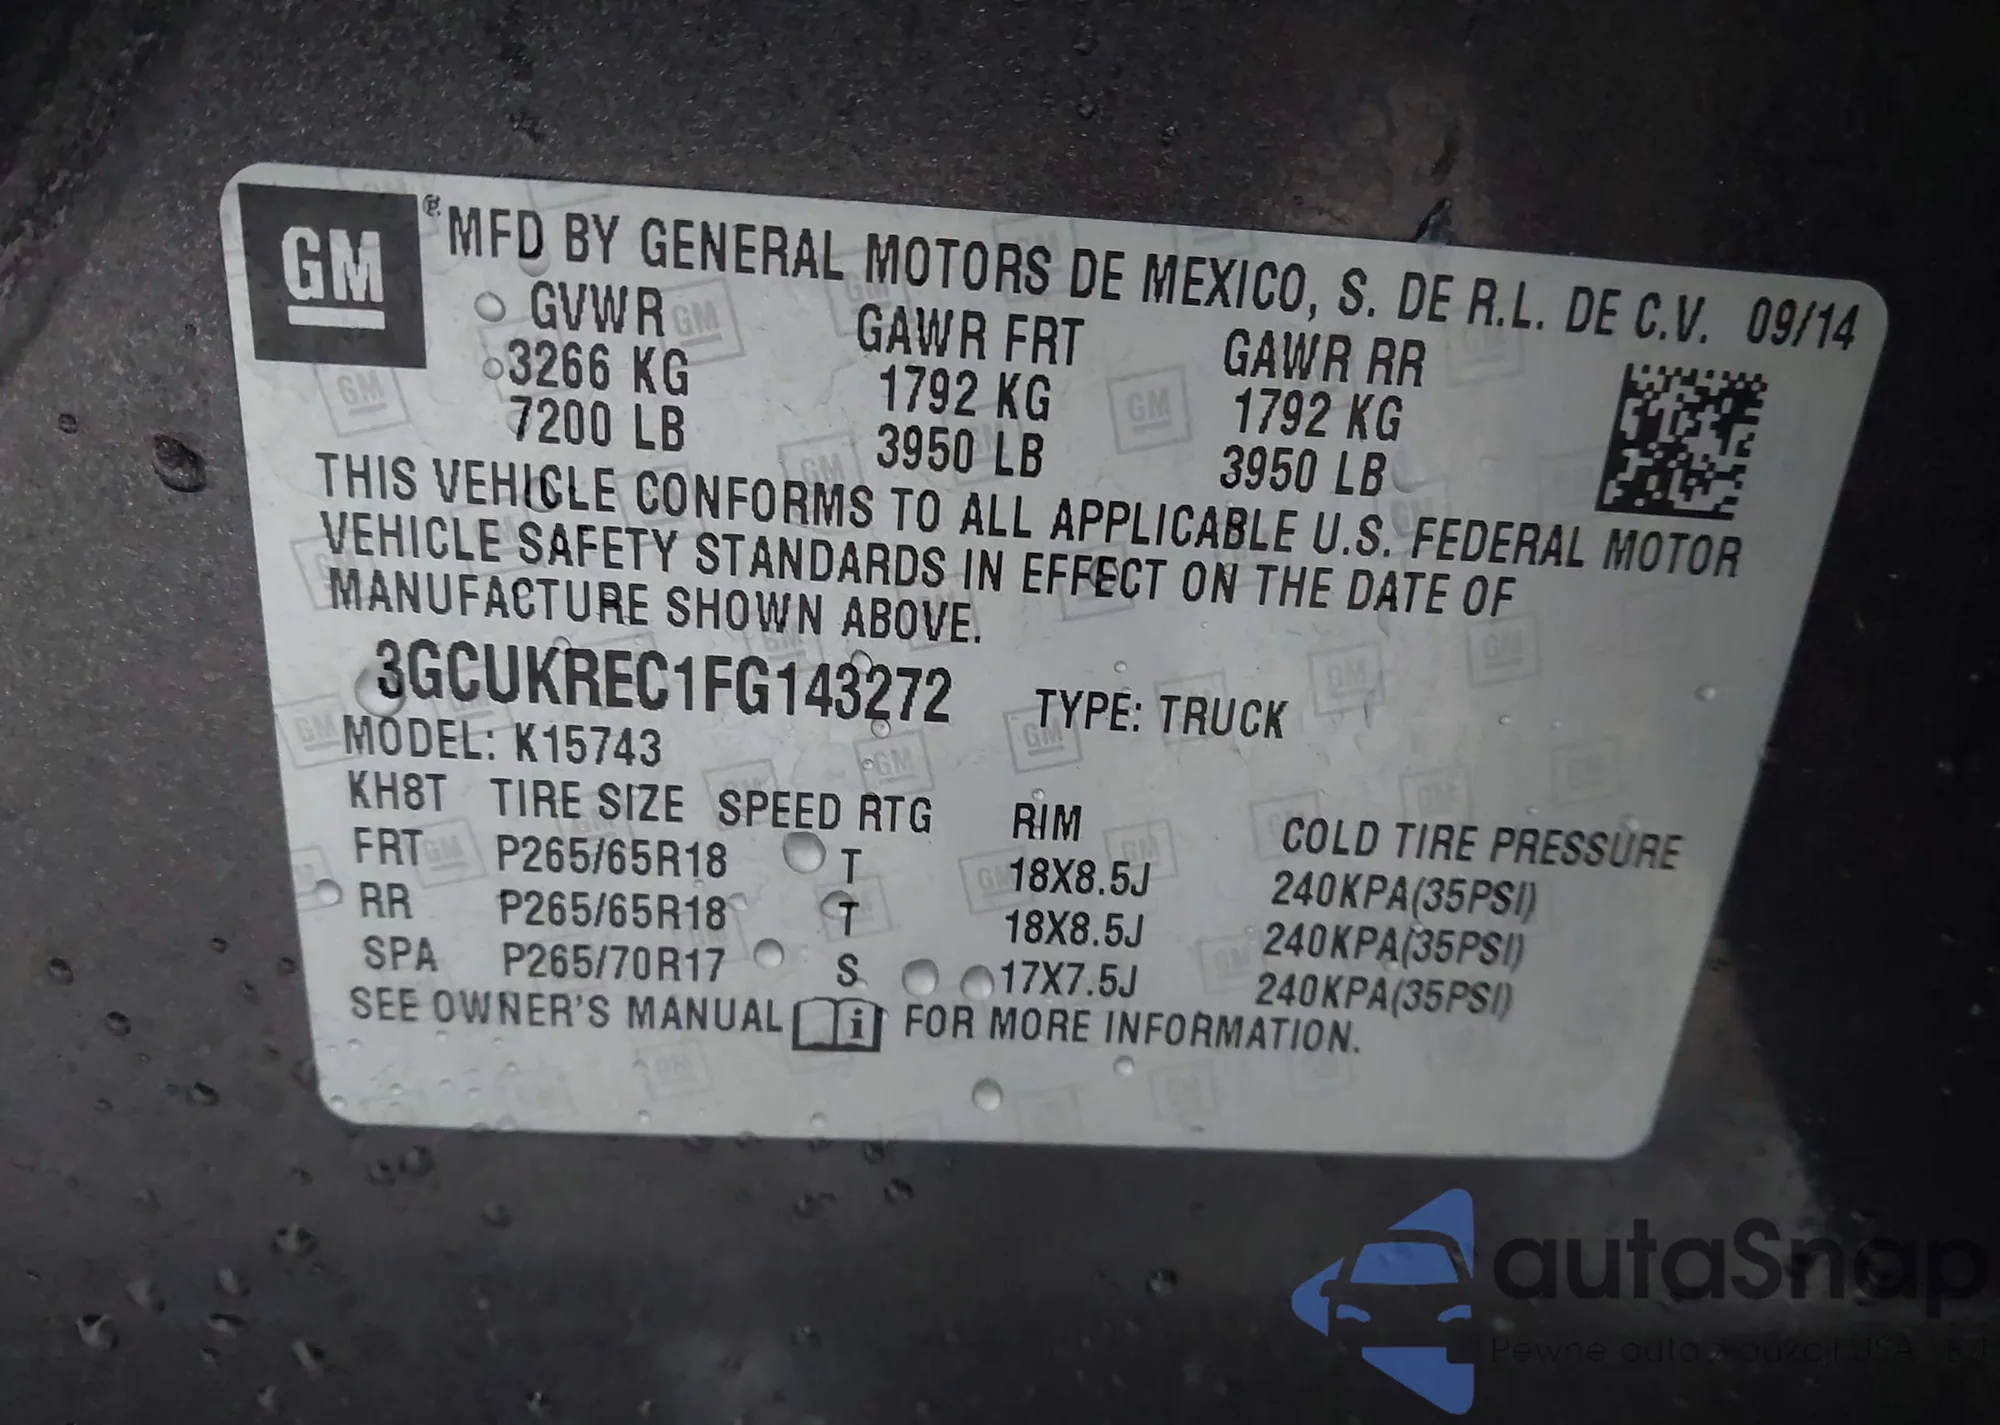 GM ® MFD BY GENERAL MOTORS DE MEXICO, S. DE R.L. DE C.V. 09/14
GVWR GAWR FRT GAWR RR
3266 KG 1792 KG 1792 KG
7200 LB 3950 LB 3950 LB
THIS VEHICLE CONFORMS TO ALL APPLICABLE U.S. FEDERAL MOTOR
VEHICLE SAFETY STANDARDS IN EFFECT ON THE DATE OF
MANUFACTURE SHOWN ABOVE.
3GCUKREC1FG143272 TYPE: TRUCK
MODEL: K15743
KH8T TIRE SIZE SPEED RTG RIM COLD TIRE PRESSURE
FRT P265/65R18 T 18X8.5J 240KPA(35PSI)
RR P265/65R18 T 18X8.5J 240KPA(35PSI)
SPA P265/70R17 S 17X7.5J 240KPA(35PSI)
SEE OWNER'S MANUAL i FOR MORE INFORMATION.
autaSnap
Pewne auta z aukcji USA